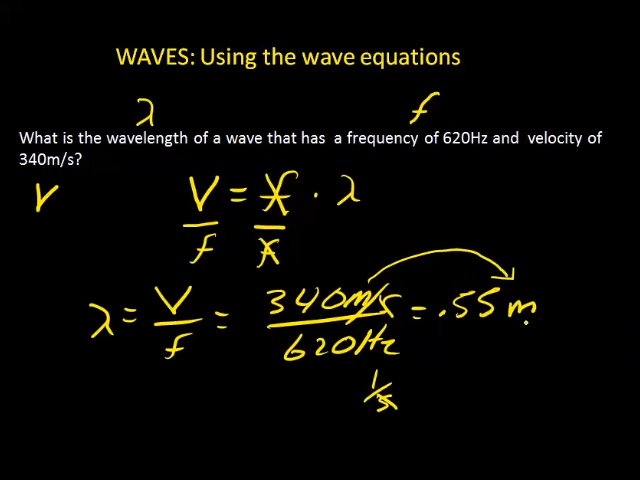 WAVES: Using the wave equations
λ f
What is the wavelength of a wave that has a frequency of 620Hz and velocity of
340m/s?
V
V = f · λ
f f
λ = V / f = 340m/s / 620Hz = .55 m
1/s